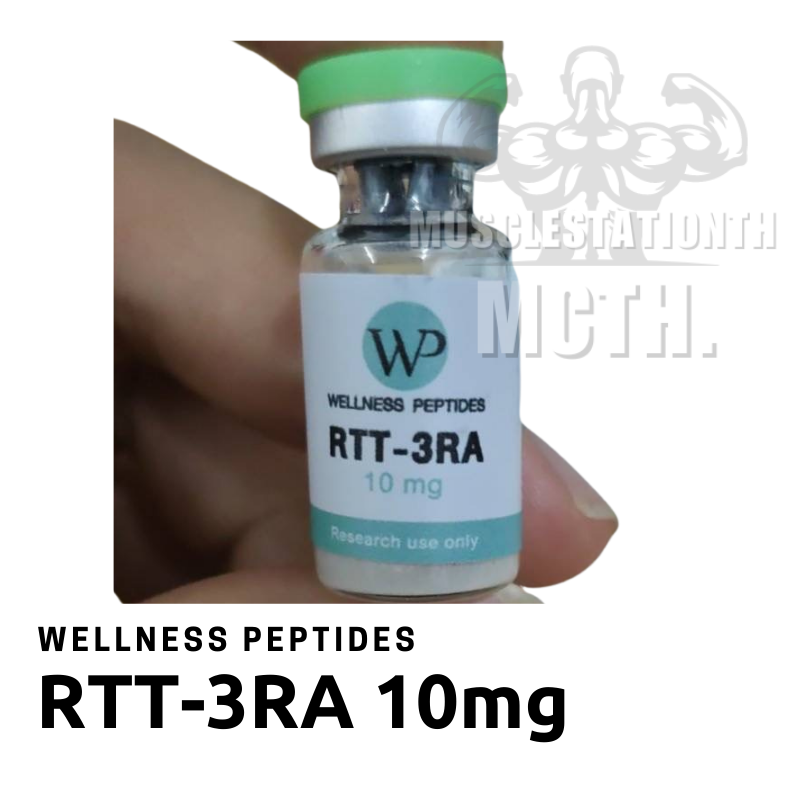 MUSCLESTATIONTH
MCTH.
WP
WELLNESS PEPTIDES
RTT-3RA
10 mg
Research use only
WELLNESS PEPTIDES
RTT-3RA 10mg